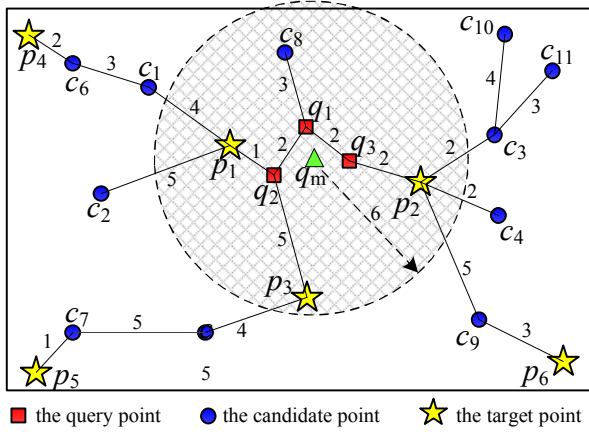 c10
c8
2
p4
3
c11
c6
c1
4
3
3
q1
4
2
2
q3
2
2
c3
p1
1
5
q2
qm
p2
2
c2
6
c4
5
5
p3
c7
5
1
4
c9
3
p5
5
p6
the query point
the candidate point
the target point